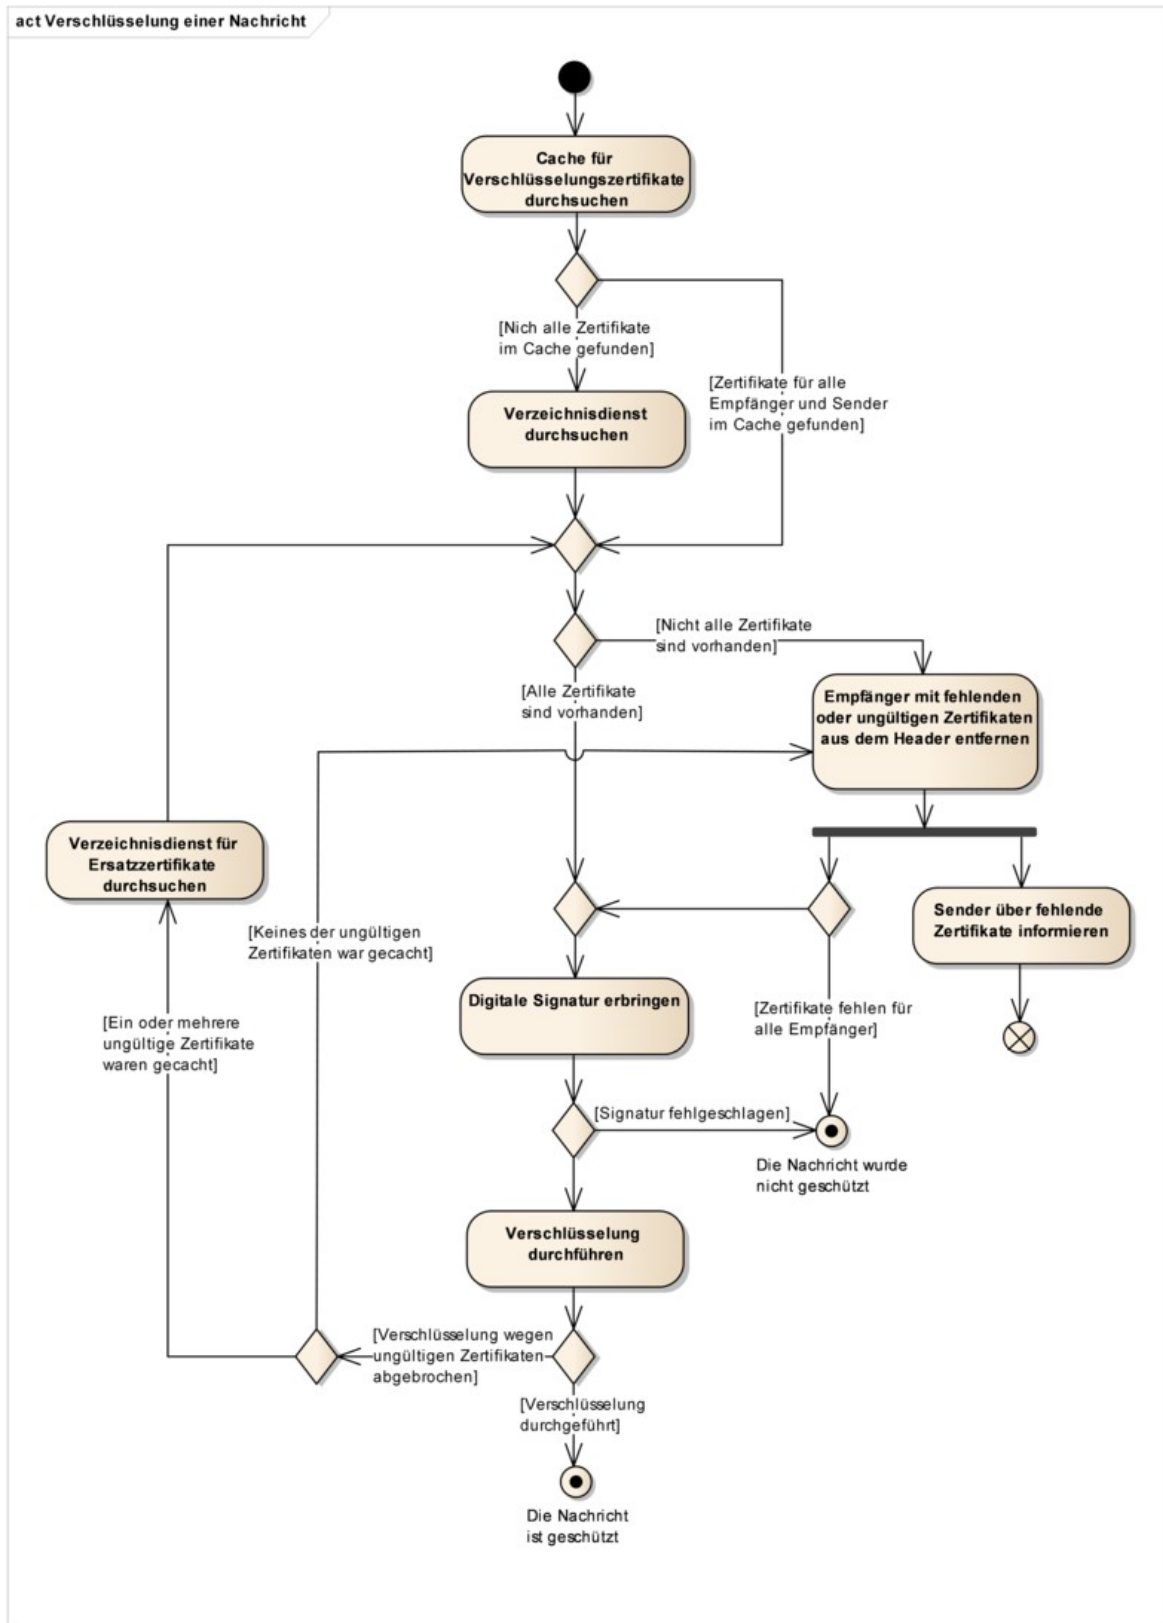 act Verschlüsselung einer Nachricht
Cache für
Verschlüsselungszertifikate
durchsuchen
[Nich alle Zertifikate
im Cache gefunden]
[Zertifikate für alle
Empfänger und Sender
im Cache gefunden]
Verzeichnisdienst
durchsuchen
[Nicht alle Zertifikate
sind vorhanden]
[Alle Zertifikate
sind vorhanden]
Empfänger mit fehlenden
oder ungültigen Zertifikaten
aus dem Header entfernen
Verzeichnisdienst für
Ersatzzertifikate
durchsuchen
[Keines der ungültigen
Zertifikaten war gecacht]
Sender über fehlende
Zertifikate informieren
Digitale Signatur erbringen
[Zertifikate fehlen für
alle Empfänger]
[Ein oder mehrere
ungültige Zertifikate
waren gecacht]
[Signatur fehlgeschlagen]
Die Nachricht wurde
nicht geschützt
Verschlüsselung
durchführen
[Verschlüsselung wegen
ungültigen Zertifikaten
abgebrochen]
[Verschlüsselung
durchgeführt]
Die Nachricht
ist geschützt